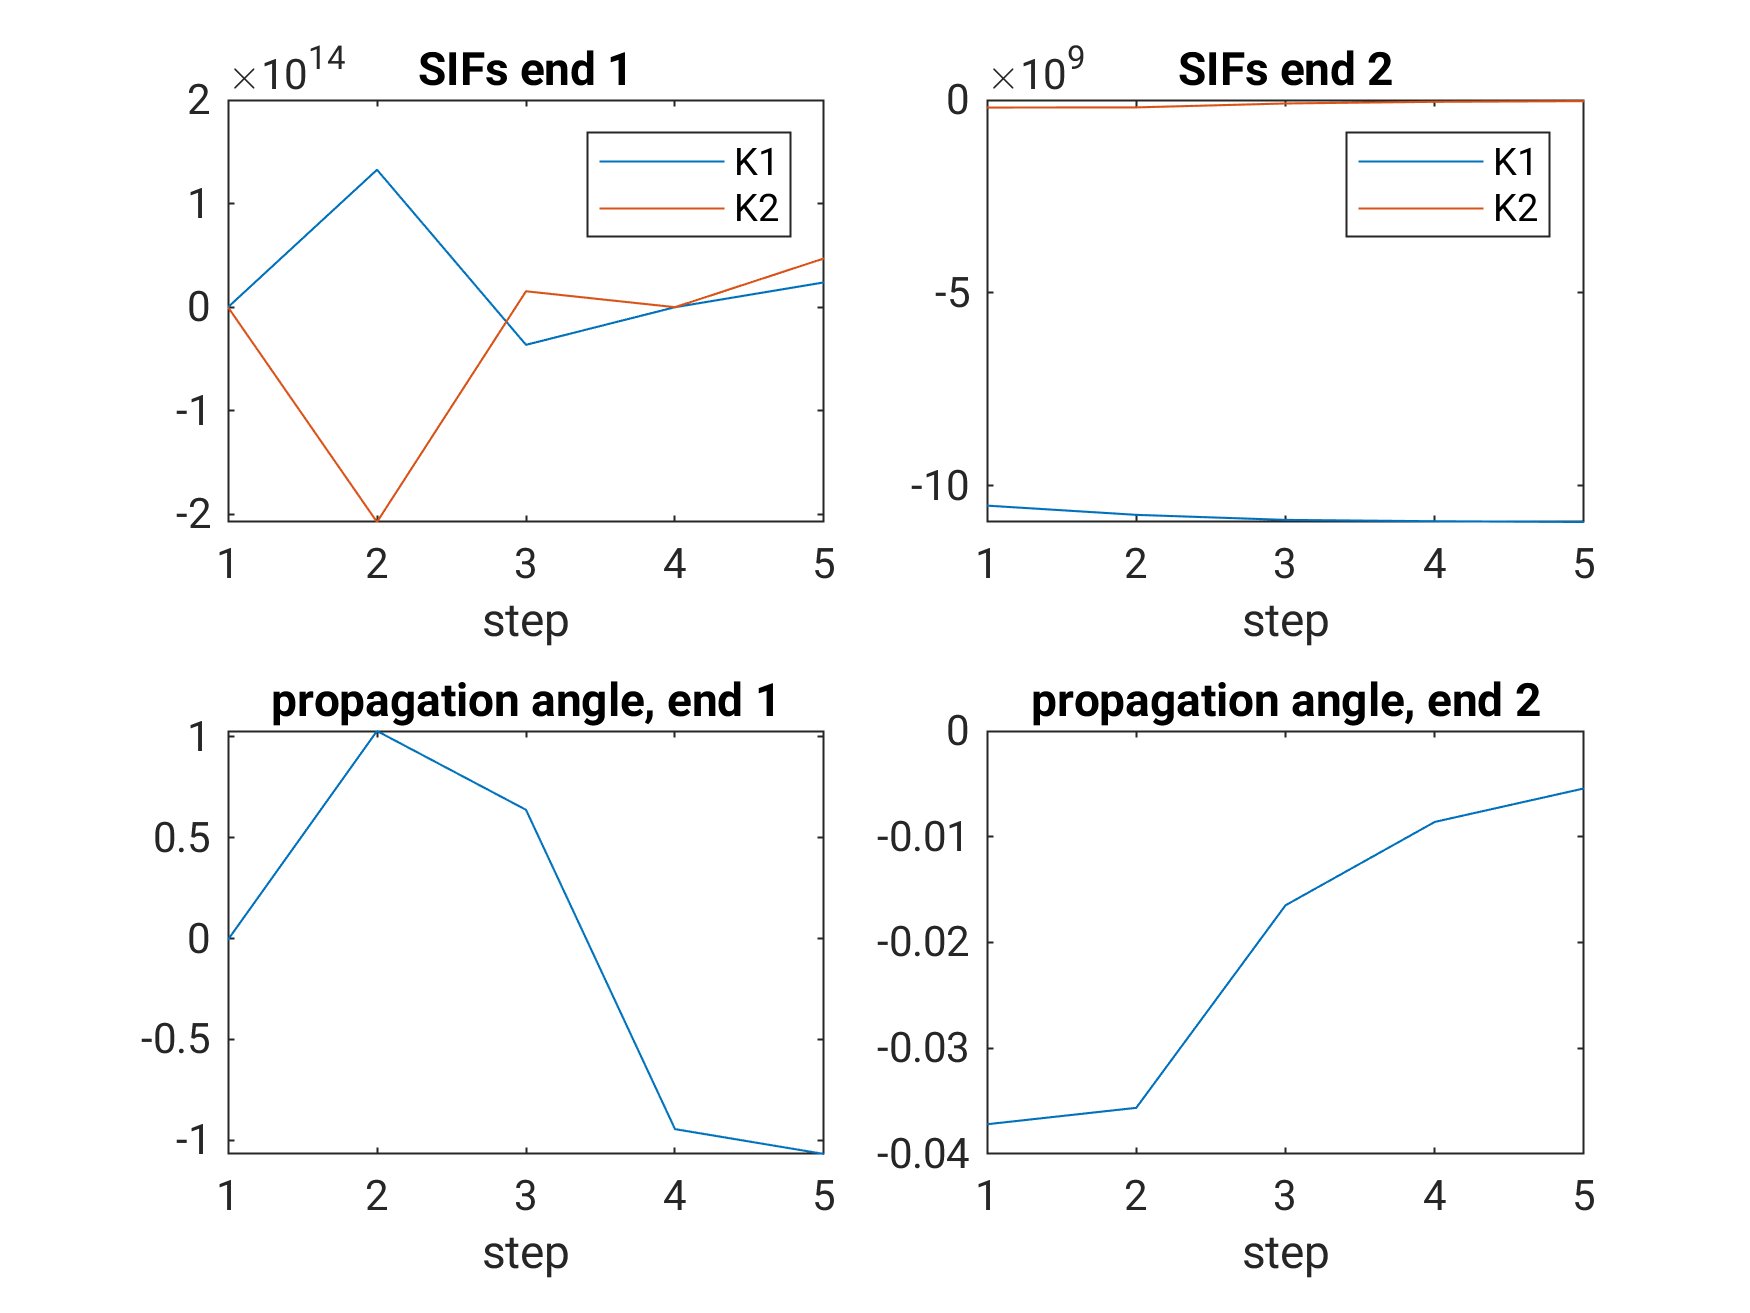 ×10^14 SIFs end 1
2
1
0
-1
-2
K1
K2
1 2 3 4 5
step
×10^9 SIFs end 2
0
-5
-10
K1
K2
1 2 3 4 5
step
propagation angle, end 1
1
0.5
0
-0.5
-1
1 2 3 4 5
step
propagation angle, end 2
0
-0.01
-0.02
-0.03
-0.04
1 2 3 4 5
step